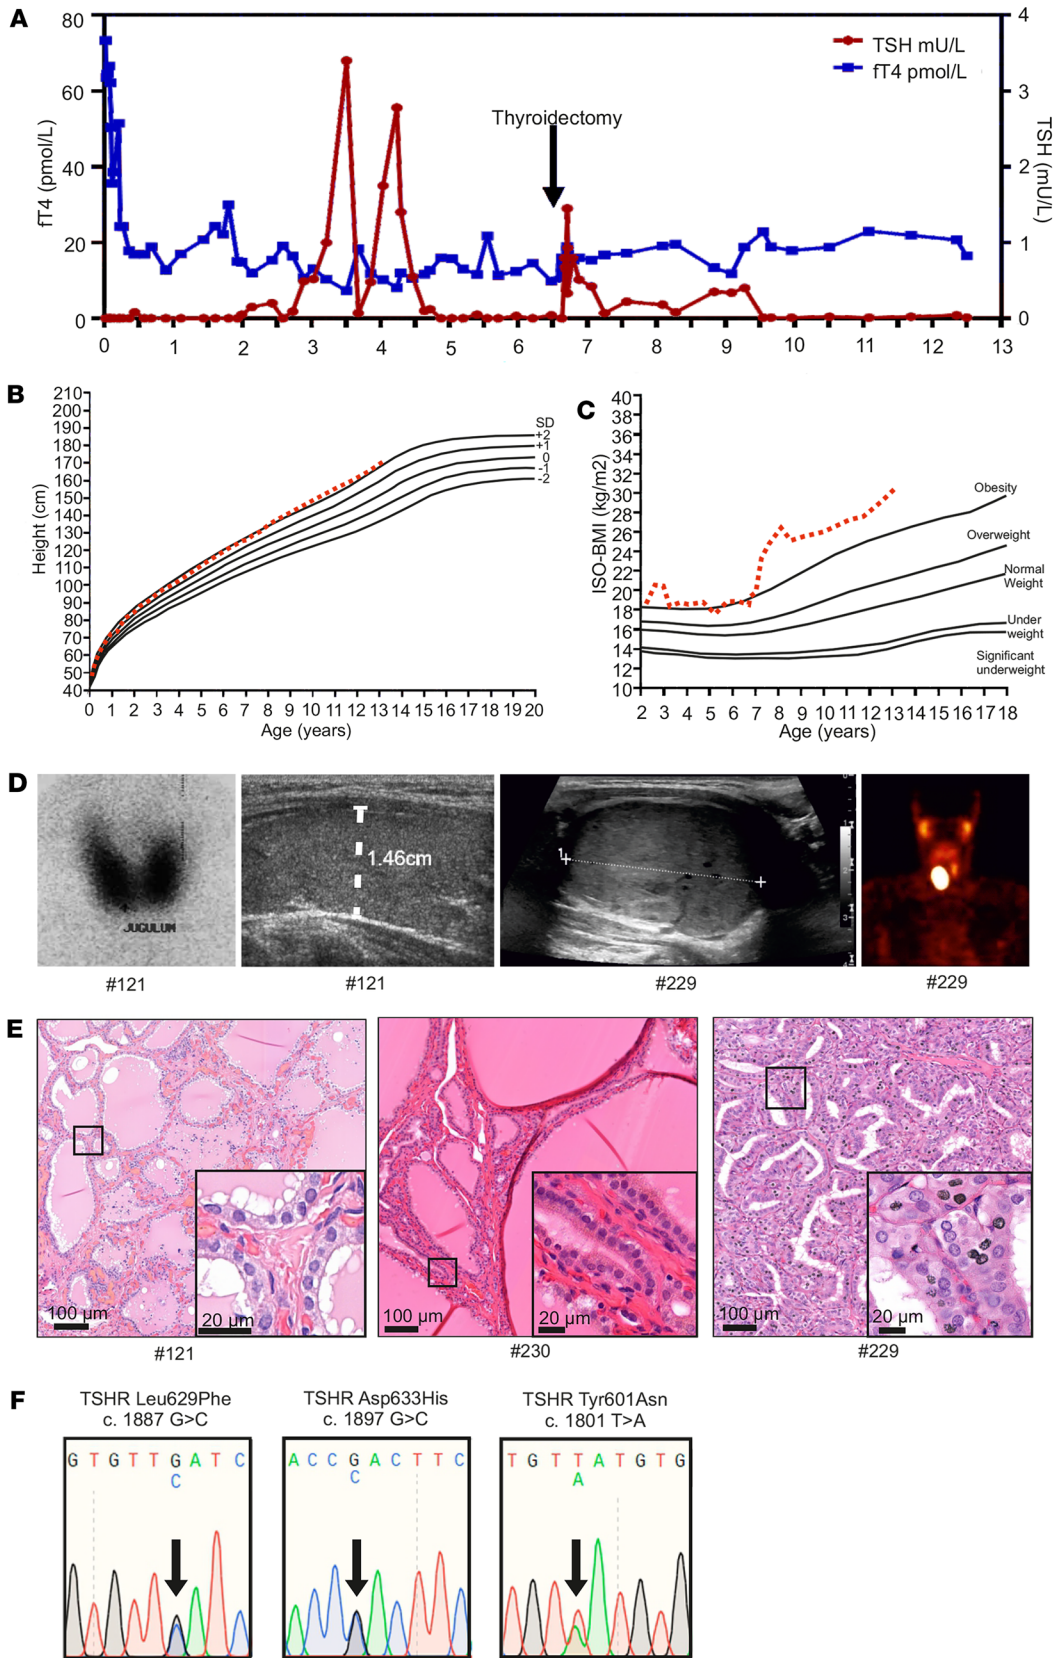 A
80
60
40
20
0
fT4 (pmol/L)
4
3
2
1
0
TSH (mU/L)
TSH mU/L
fT4 pmol/L
Thyroidectomy
0 1 2 3 4 5 6 7 8 9 10 11 12 13
B
210
200
190
180
170
160
150
140
130
120
110
100
90
80
70
60
50
40
Height (cm)
SD
+2
+1
0
-1
-2
0 1 2 3 4 5 6 7 8 9 10 11 12 13 14 15 16 17 18 19 20
Age (years)
C
40
38
36
34
32
30
28
26
24
22
20
18
16
14
12
10
ISO-BMI (kg/m2)
Obesity
Overweight
Normal
Weight
Under
weight
Significant
underweight
2 3 4 5 6 7 8 9 10 11 12 13 14 15 16 17 18
Age (years)
D
JUGULUM
1.46cm
1
#121
#121
#229
#229
E
100 µm
20 µm
100 µm
20 µm
100 µm
20 µm
#121
#230
#229
F
TSHR Leu629Phe
c. 1887 G>C
G T G T T G A T C
C
TSHR Asp633His
c. 1897 G>C
A C C G A C T T C
C
TSHR Tyr601Asn
c. 1801 T>A
T G T T A T G T G
A